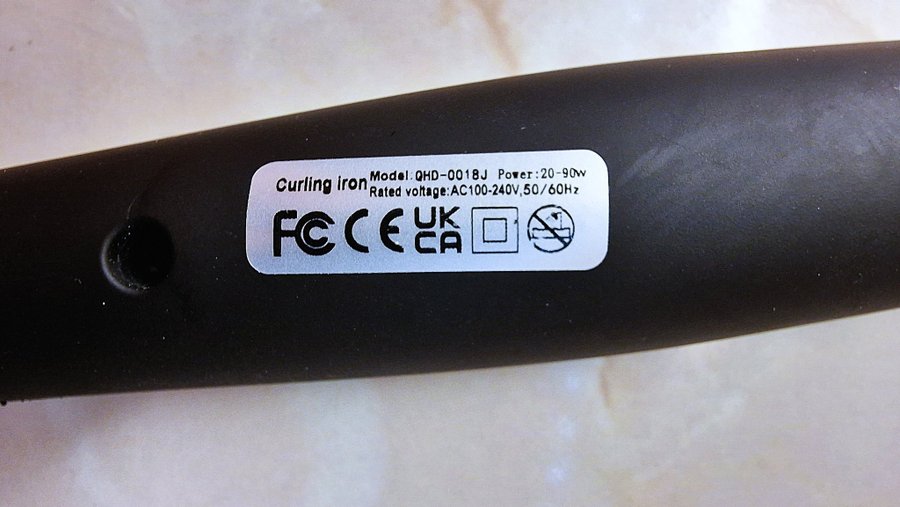 Curling iron
Model: QHD-0018J Power:20-90w
Rated voltage:AC100-240V,50/60Hz
FC CE UK
CA